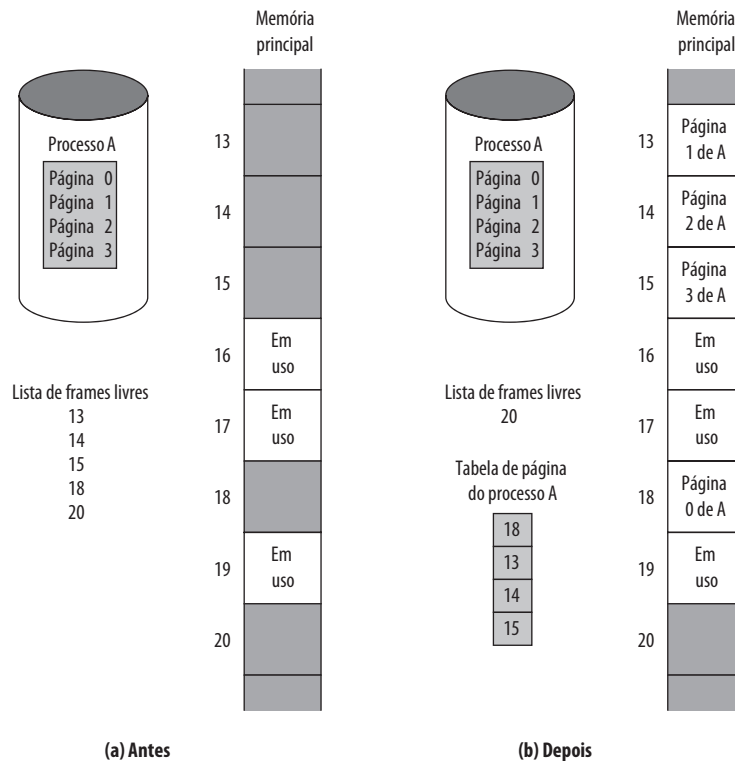 Memória
principal
Processo A
Página 0
Página 1
Página 2
Página 3
13
14
15
16
Em
uso
17
Em
uso
18
19
Em
uso
20
Lista de frames livres
13
14
15
18
20
(a) Antes
Memória
principal
Processo A
Página 0
Página 1
Página 2
Página 3
13
Página
1 de A
14
Página
2 de A
15
Página
3 de A
16
Em
uso
17
Em
uso
18
Página
0 de A
19
Em
uso
20
Lista de frames livres
20
Tabela de página
do processo A
18
13
14
15
(b) Depois